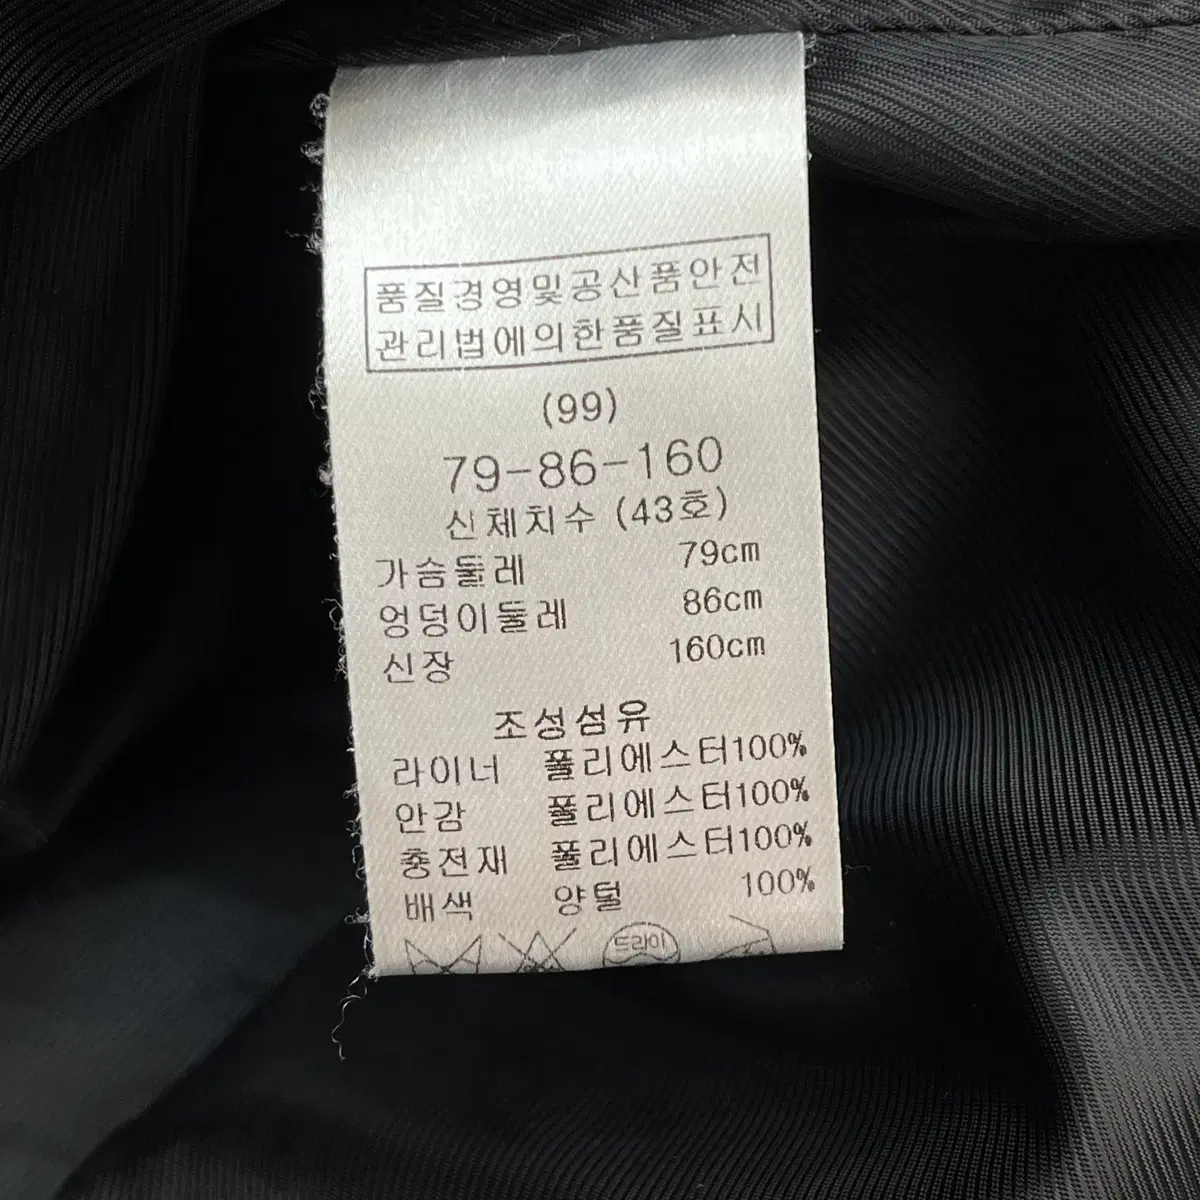 품질경영및공산품안전
관리법에의한품질표시
(99)
79-86-160
신체치수 (43호)
가슴둘레 79cm
엉덩이둘레 86cm
신장 160cm
조성섬유
라이너 폴리에스터100%
안감 폴리에스터100%
충전재 폴리에스터100%
배색 양털 100%
드라이